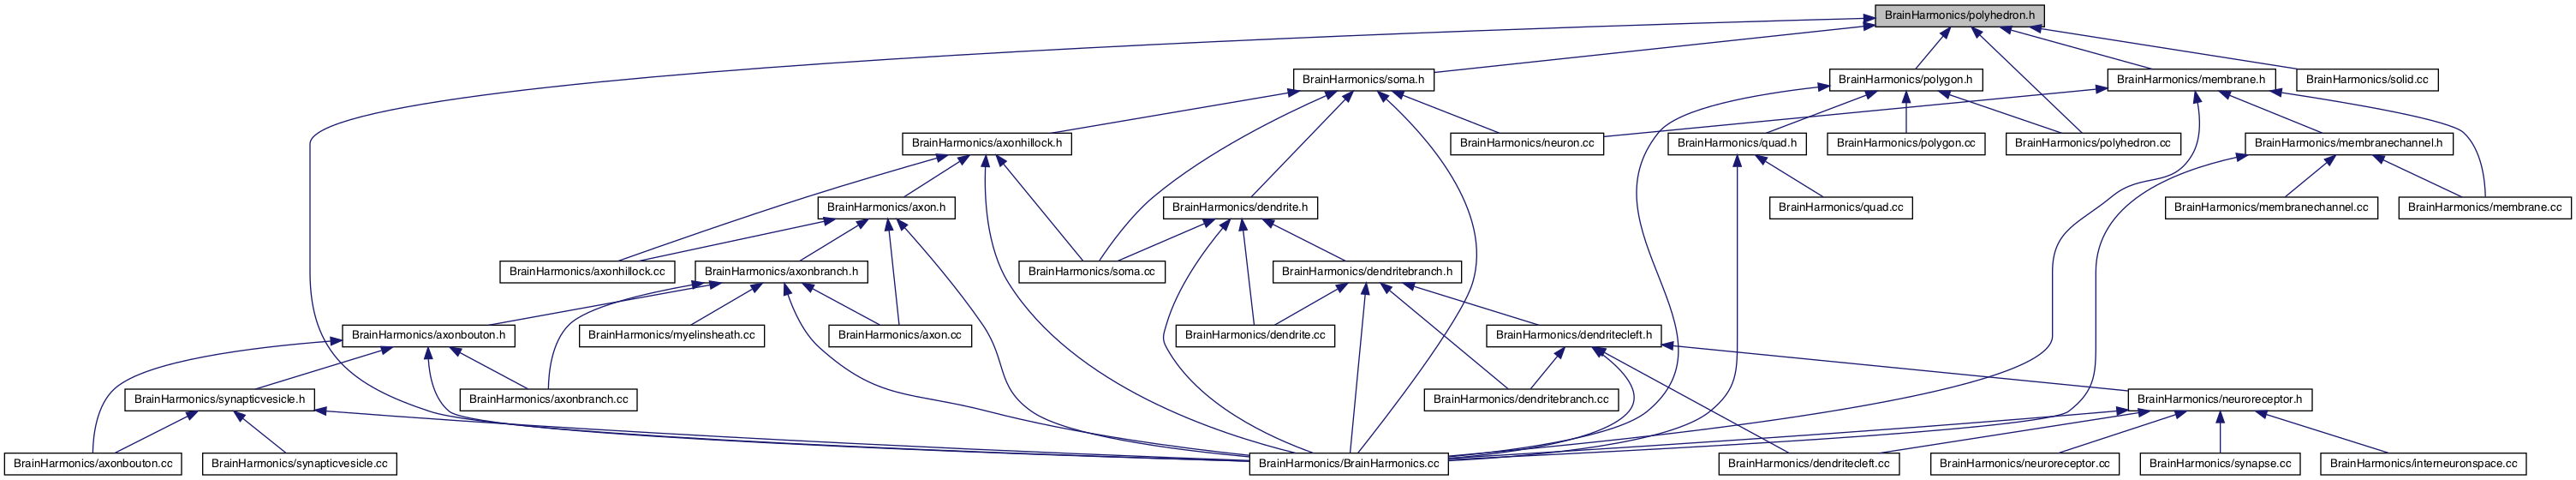 BrainHarmonics/polyhedron.h
BrainHarmonics/soma.h
BrainHarmonics/polygon.h
BrainHarmonics/membrane.h
BrainHarmonics/solid.cc
BrainHarmonics/axonhillock.h
BrainHarmonics/neuron.cc
BrainHarmonics/quad.h
BrainHarmonics/polygon.cc
BrainHarmonics/polyhedron.cc
BrainHarmonics/membranechannel.h
BrainHarmonics/axon.h
BrainHarmonics/dendrite.h
BrainHarmonics/quad.cc
BrainHarmonics/membranechannel.cc
BrainHarmonics/membrane.cc
BrainHarmonics/axonhillock.cc
BrainHarmonics/axonbranch.h
BrainHarmonics/soma.cc
BrainHarmonics/dendritebranch.h
BrainHarmonics/axonbouton.h
BrainHarmonics/myelinsheath.cc
BrainHarmonics/axon.cc
BrainHarmonics/dendrite.cc
BrainHarmonics/dendritecleft.h
BrainHarmonics/synapticvesicle.h
BrainHarmonics/axonbranch.cc
BrainHarmonics/dendritebranch.cc
BrainHarmonics/neuroreceptor.h
BrainHarmonics/axonbouton.cc
BrainHarmonics/synapticvesicle.cc
BrainHarmonics/BrainHarmonics.cc
BrainHarmonics/dendritecleft.cc
BrainHarmonics/neuroreceptor.cc
BrainHarmonics/synapse.cc
BrainHarmonics/interneuronspace.cc